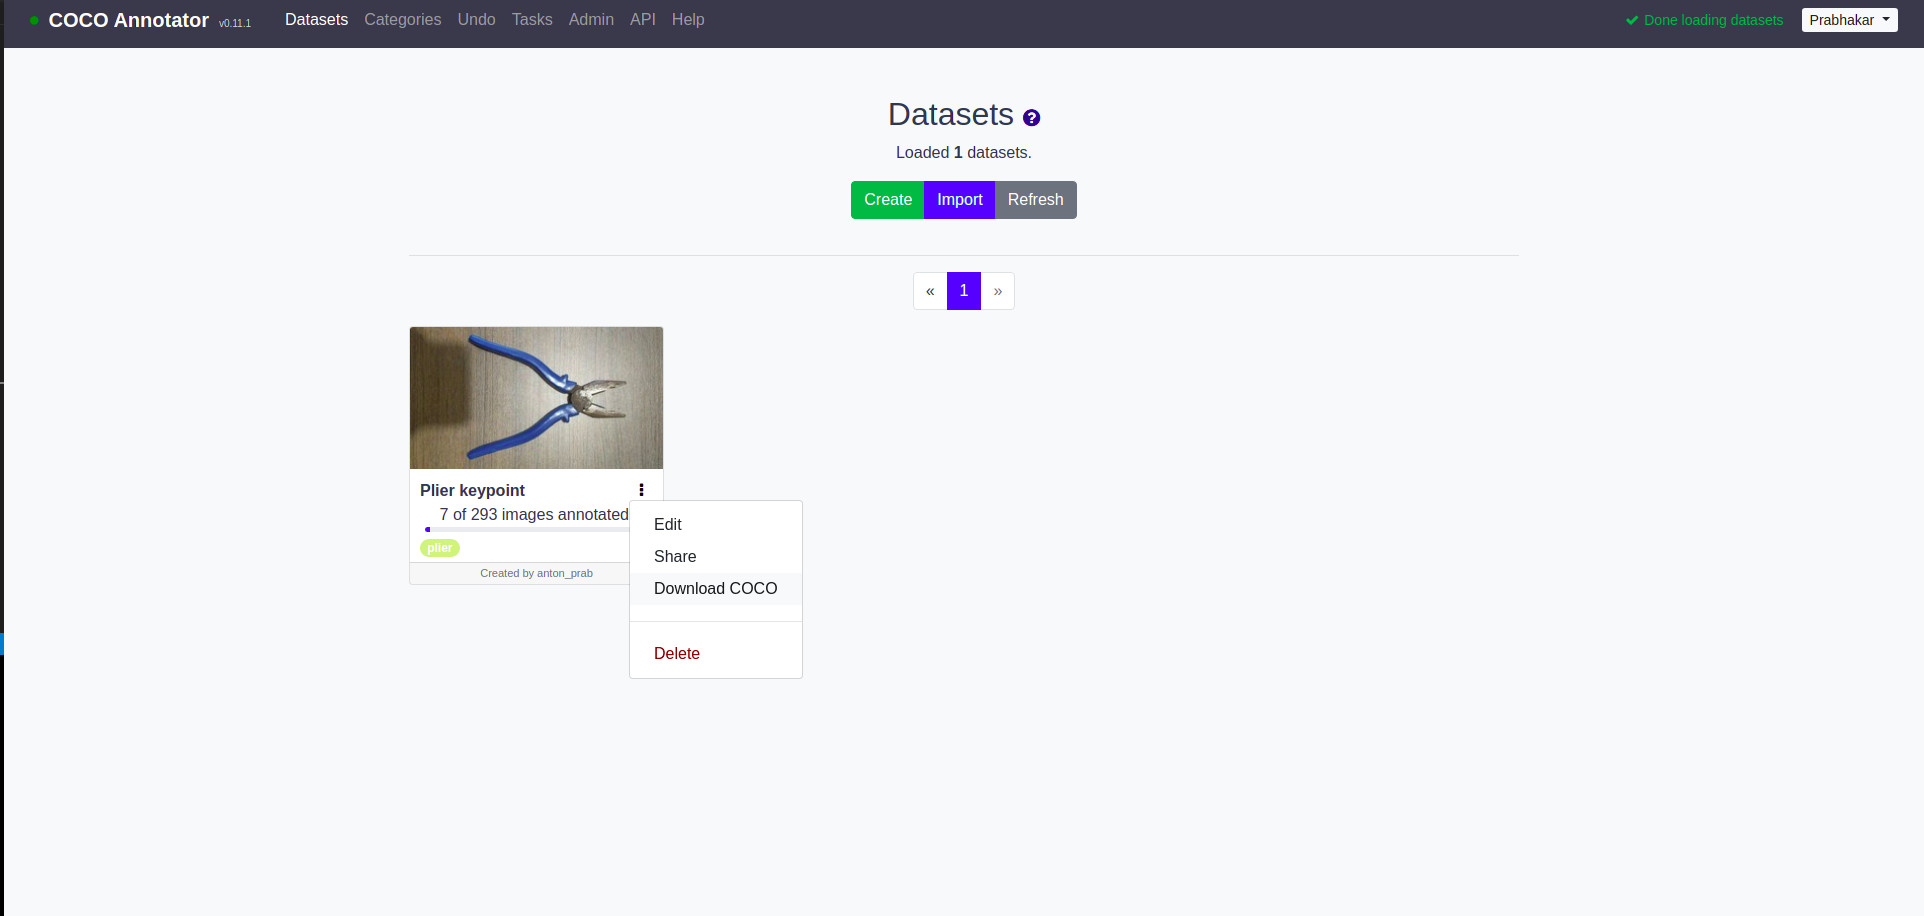 COCO Annotator v0.11.1 Datasets Categories Undo Tasks Admin API Help Done loading datasets Prabhakar
Datasets ?
Loaded 1 datasets.
Create Import Refresh
« 1 »
Plier keypoint
7 of 293 images annotated
plier
Created by anton_prab
Edit
Share
Download COCO
Delete